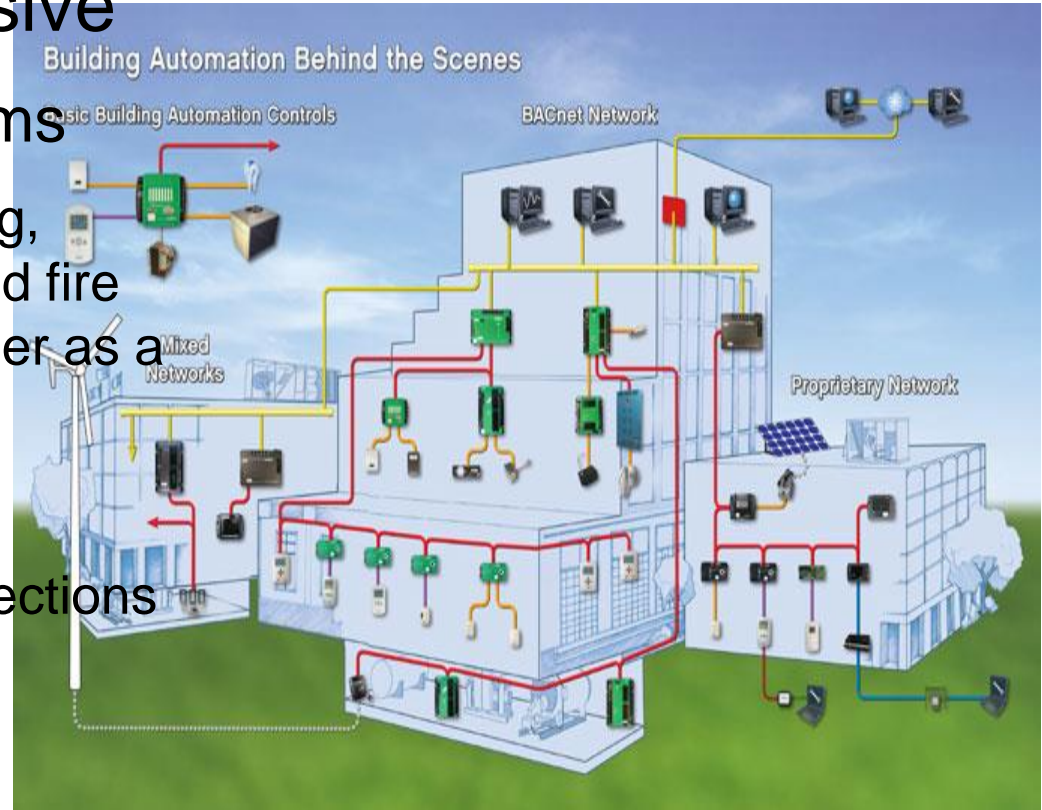 sive
Building Automation Behind the Scenes
ms
Basic Building Automation Controls
BACnet Network
g,
d fire
er as a
Mixed
Networks
Proprietary Network
ections